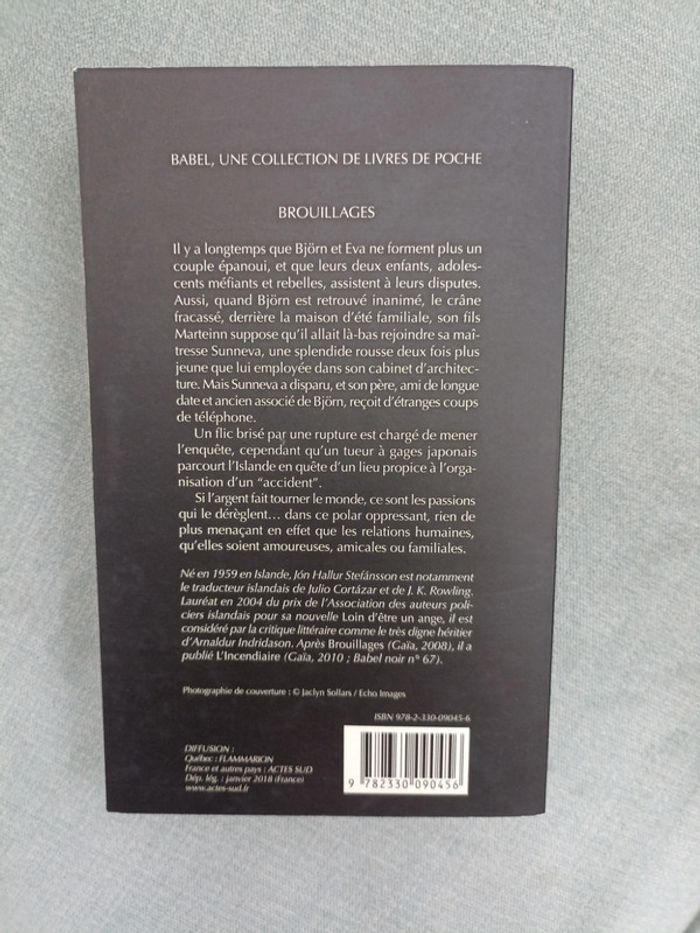 BABEL, UNE COLLECTION DE LIVRES DE POCHE
BROUILLAGES
Il y a longtemps que Björn et Eva ne forment plus un
couple épanoui, et que leurs deux enfants, adoles-
cents méfiants et rebelles, assistent à leurs disputes.
Aussi, quand Björn est retrouvé inanimé, le crâne
fracassé, derrière la maison d'été familiale, son fils
Marteinn suppose qu'il allait là-bas rejoindre sa maî-
tresse Sunneva, une splendide rousse deux fois plus
jeune que lui employée dans son cabinet d'architec-
ture. Mais Sunneva a disparu, et son père, ami de longue
date et ancien associé de Björn, reçoit d'étranges coups
de téléphone.
Un flic brisé par une rupture est chargé de mener
l'enquête, cependant qu'un tueur à gages japonais
parcourt l'Islande en quête d'un lieu propice à l'orga-
nisation d'un “accident”.
Si l'argent fait tourner le monde, ce sont les passions
qui le dérèglent… dans ce polar oppressant, rien de
plus menaçant en effet que les relations humaines,
qu'elles soient amoureuses, amicales ou familiales.
Né en 1959 en Islande, Jón Hallur Stefánsson est notamment
le traducteur islandais de Julio Cortázar et de J. K. Rowling.
Lauréat en 2004 du prix de l'Association des auteurs poli-
ciers islandais pour sa nouvelle Loin d'être un ange, il est
considéré par la critique littéraire comme le très digne héritier
d'Arnaldur Indridason. Après Brouillages (Gaïa, 2008), il a
publié L'Incendiaire (Gaïa, 2010 ; Babel noir n° 67).
Photographie de couverture : © Jaclyn Sollars / Echo Images
ISBN 978-2-330-09045-6
DIFFUSION :
Québec : FLAMMARION
France et autres pays : ACTES SUD
Dép. lég. : janvier 2018 (France)
www.actes-sud.fr
9 782330 090456